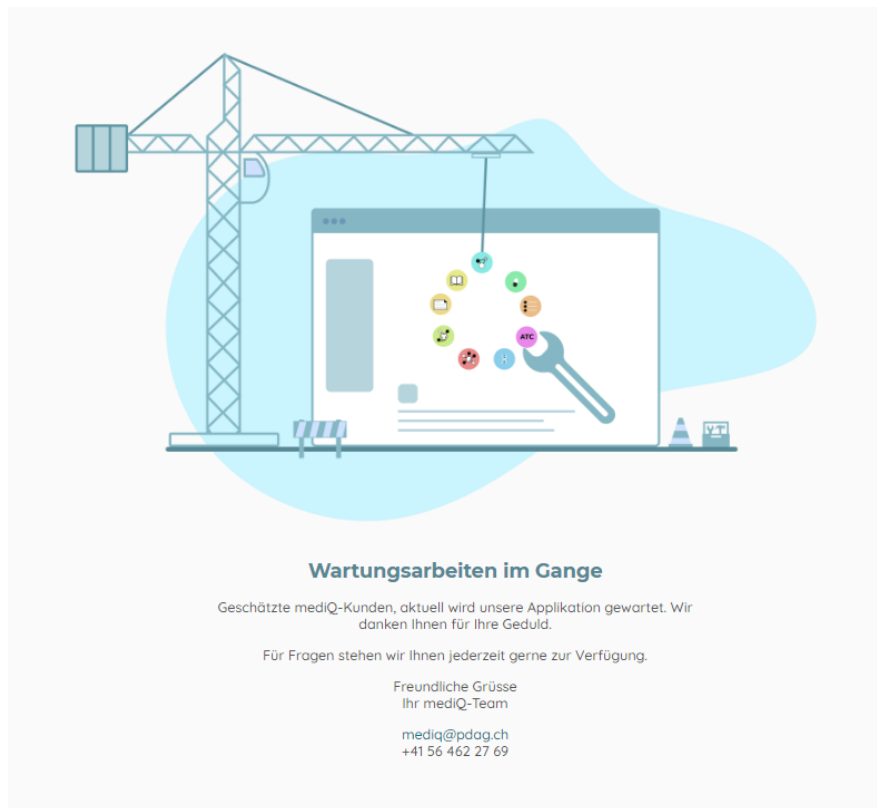 ATC
Wartungsarbeiten im Gange
Geschätzte mediQ-Kunden, aktuell wird unsere Applikation gewartet. Wir
danken Ihnen für Ihre Geduld.
Für Fragen stehen wir Ihnen jederzeit gerne zur Verfügung.
Freundliche Grüsse
Ihr mediQ-Team
mediq@pdag.ch
+41 56 462 27 69